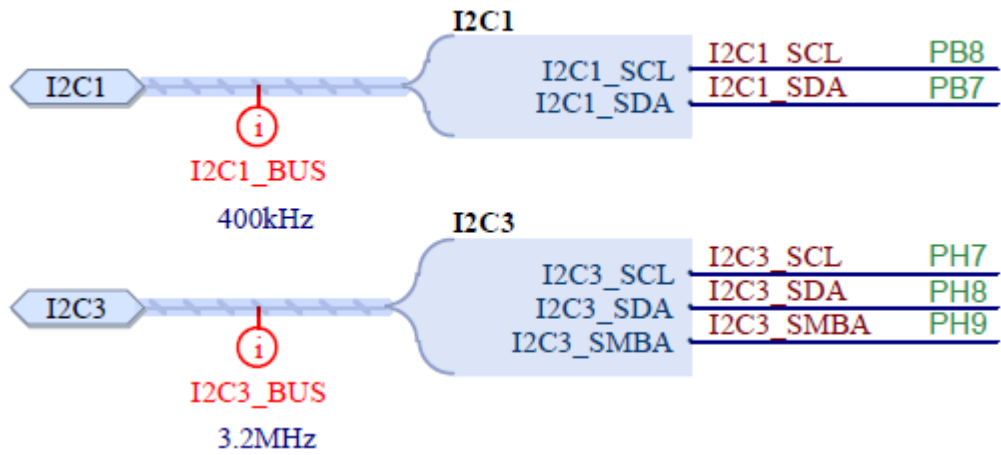 I2C1
I2C1
I2C1_SCL I2C1_SCL PB8
I2C1_SDA I2C1_SDA PB7
i
I2C1_BUS
400kHz
I2C3
I2C3
I2C3_SCL I2C3_SCL PH7
I2C3_SDA I2C3_SDA PH8
I2C3_SMBA I2C3_SMBA PH9
i
I2C3_BUS
3.2MHz